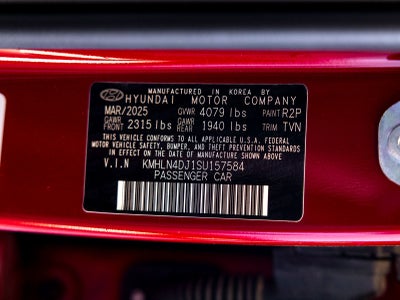 MANUFACTURED IN KOREA BY
HYUNDAI MOTOR COMPANY
MAR/2025 GVWR 4079 lbs PAINT R2P
GAWR FRONT 2315 lbs GAWR REAR 1940 lbs TRIM TVN
THIS VEHICLE CONFORMS TO ALL APPLICABLE U.S.A FEDERAL
MOTOR VEHICLE SAFETY, BUMPER, AND THEFT PREVENTION
STANDARDS IN EFFECT ON THE DATE OF MANUFACTURE SHOWN ABOVE.
V.I.N KMHLN4DJ1SU157584
PASSENGER CAR